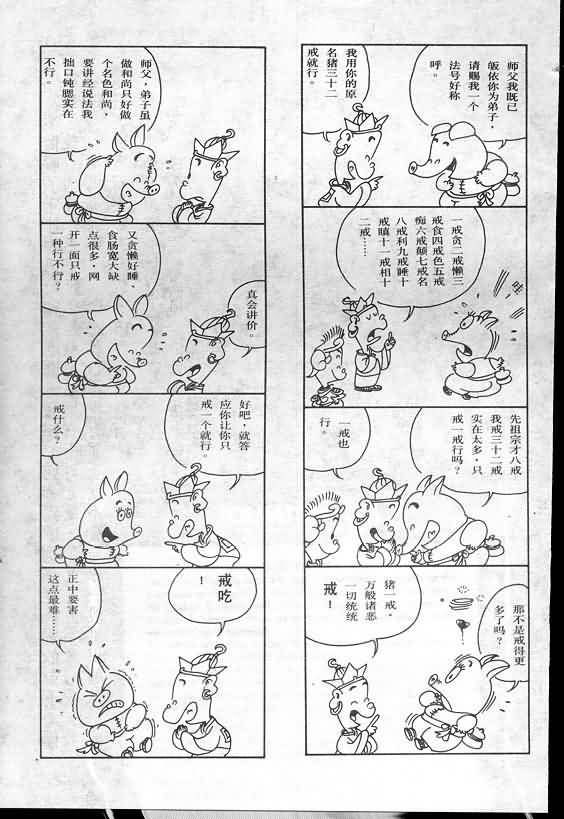 师父我既已
皈依你为弟子，
请赐我一个
法号好称
呼。
我用你的原
名猪三十二
戒就行。
一戒贪二戒懒三
戒食四戒色五戒
痴六戒颠七戒名
八戒利九戒睡十
戒瞋十一戒相十
二戒……
先祖宗才八戒
我戒三十二戒
实在太多，只
戒一戒行吗？
一戒也
行。
那不是戒得更
多了吗？
猪一戒。
万般诸恶
一切统统
戒！
师父，弟子虽
做和尚只好做
个名色和尚，
要讲经说法我
拙口钝腮实在
不行。
又贪懒好睡
食肠宽大缺
点很多，网
开一面只戒
一种行不行？
真会讲价。
好吧，就答
应你让你只
戒一个就行。
戒什么？
戒吃
！
正中要害
这点最难……